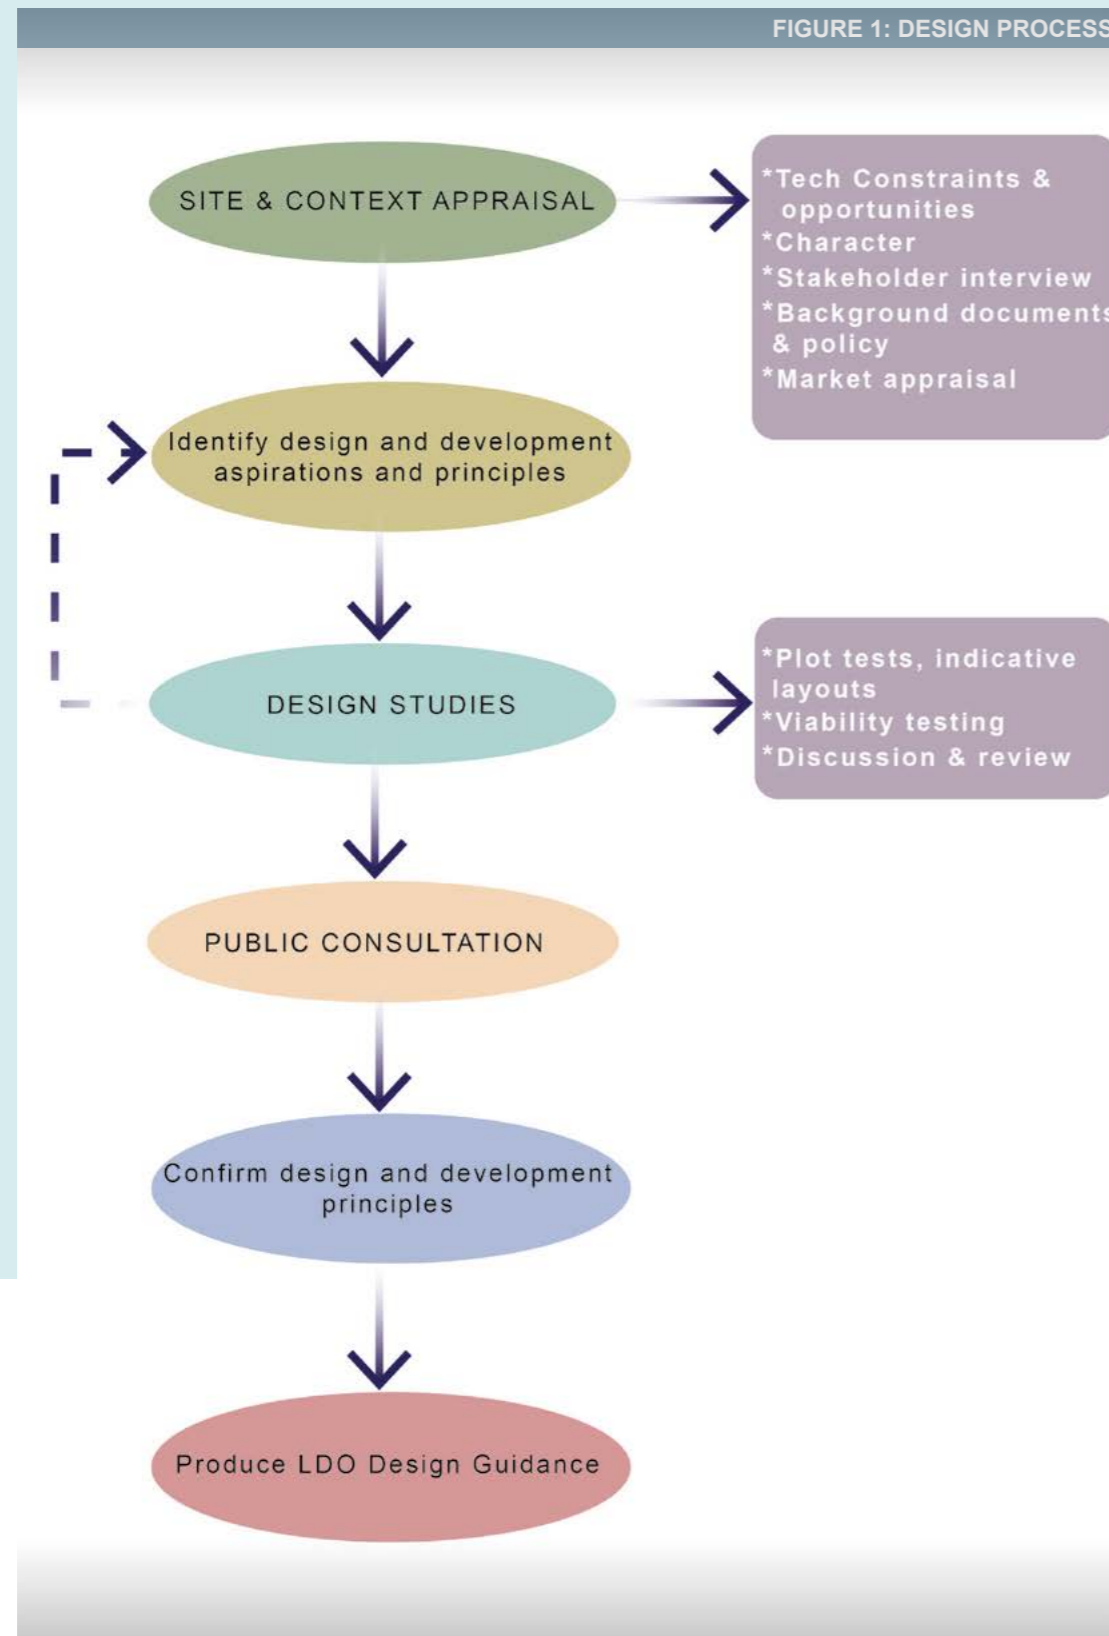 FIGURE 1: DESIGN PROCESS
SITE & CONTEXT APPRAISAL
*Tech Constraints &
opportunities
*Character
*Stakeholder interview
*Background documents
& policy
*Market appraisal
Identify design and development
aspirations and principles
DESIGN STUDIES
*Plot tests, indicative
layouts
*Viability testing
*Discussion & review
PUBLIC CONSULTATION
Confirm design and development
principles
Produce LDO Design Guidance